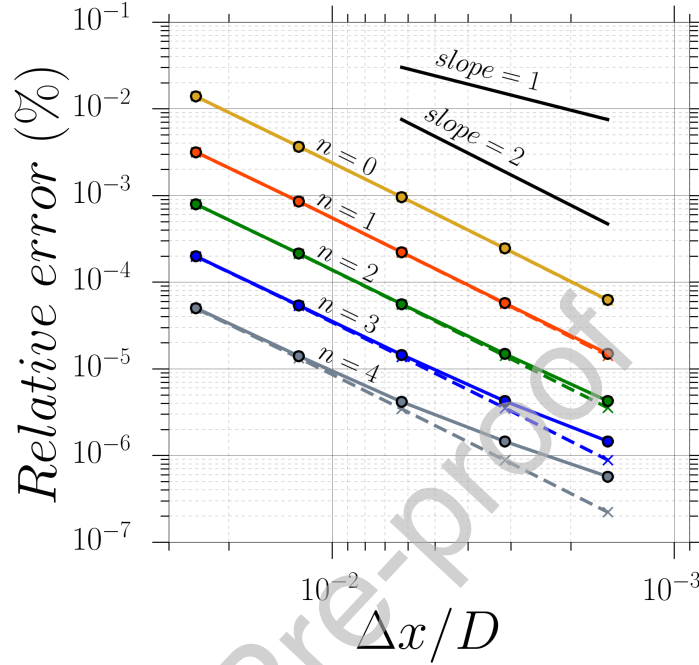 10⁻¹
10⁻²
10⁻³
10⁻⁴
10⁻⁵
10⁻⁶
10⁻⁷
Relative error (%)
slope = 1
slope = 2
n = 0
n = 1
n = 2
n = 3
n = 4
10⁻²
10⁻³
Δx/D
Pre-proof